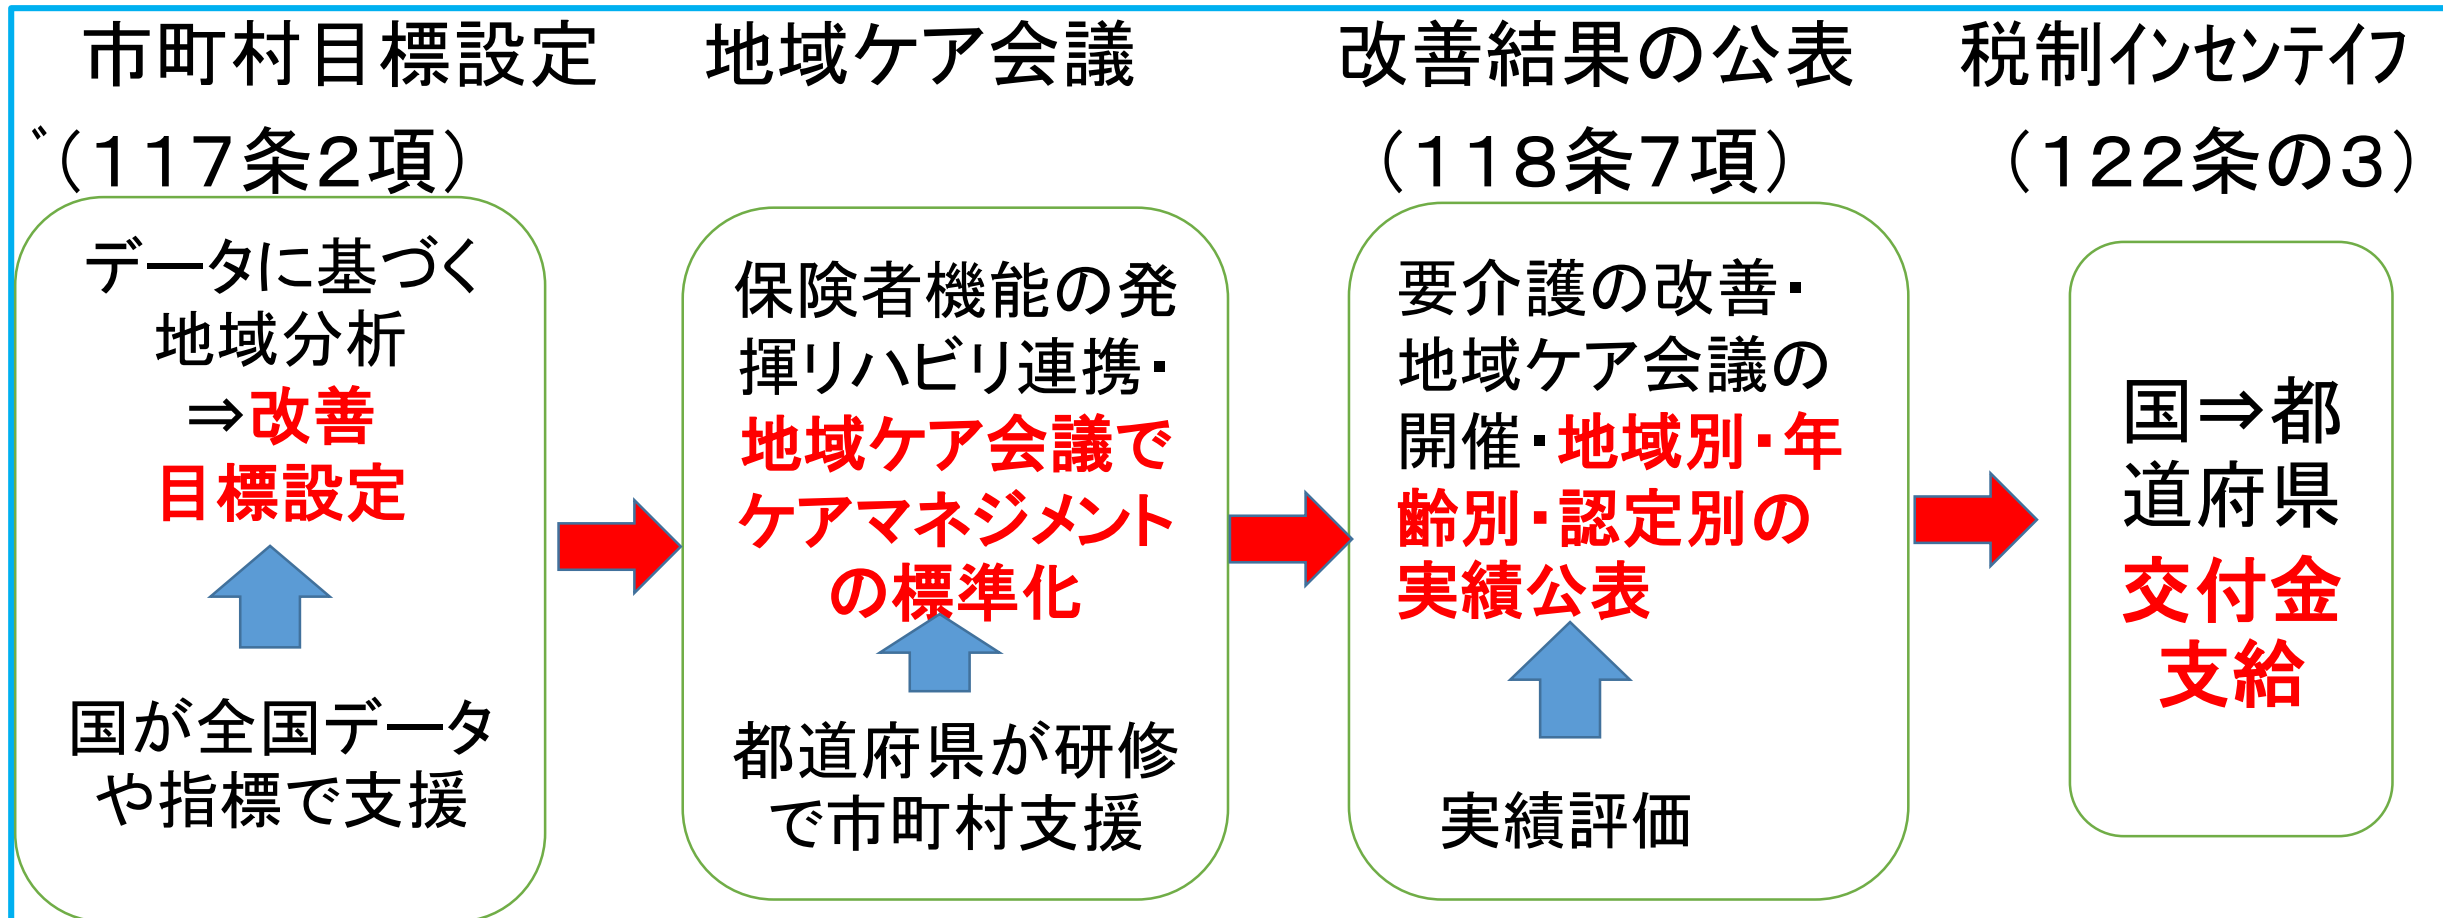 市町村目標設定　地域ケア会議　改善結果の公表　税制ｲﾝｾﾝﾃｲﾌ
ﾞ（１１７条２項）　（１１８条７項）　（１２２条の３）
データに基づく
地域分析
⇒改善
目標設定
国が全国データ
や指標で支援
保険者機能の発
揮リハビリ連携・
地域ケア会議で
ケアマネジメント
の標準化
都道府県が研修
で市町村支援
要介護の改善・
地域ケア会議の
開催・地域別・年
齢別・認定別の
実績公表
実績評価
国⇒都
道府県
交付金
支給